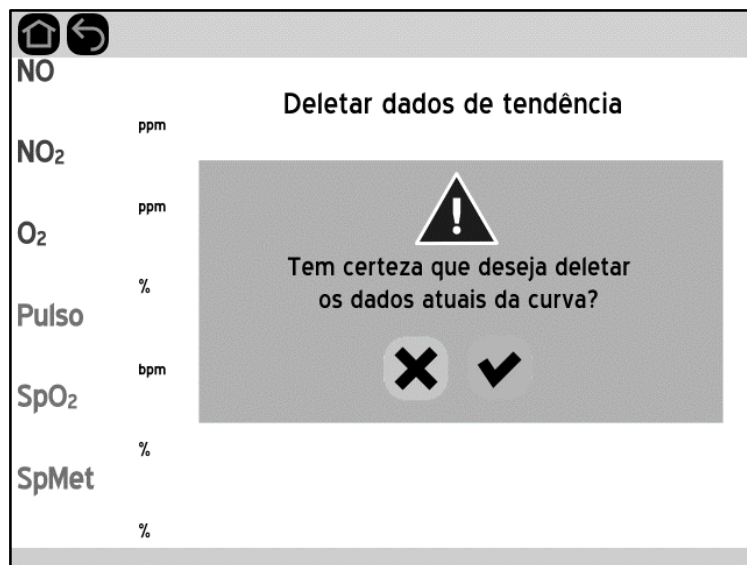 NO
ppm
NO₂
ppm
O₂
%
Pulso
bpm
SpO₂
%
SpMet
%
Deletar dados de tendência
Tem certeza que deseja deletar
os dados atuais da curva?